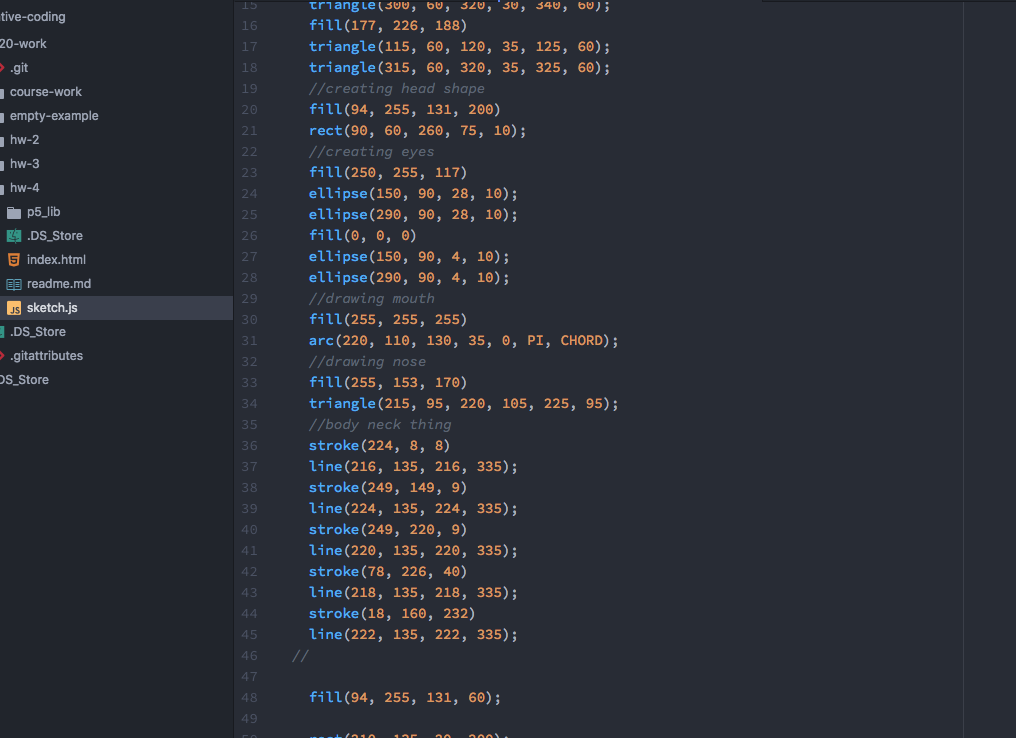 tive-coding
20-work
.git
course-work
empty-example
hw-2
hw-3
hw-4
p5_lib
.DS_Store
index.html
readme.md
sketch.js
.DS_Store
.gitattributes
DS_Store
15 triangle(300, 60, 320, 30, 340, 60);
16 fill(177, 226, 188)
17 triangle(115, 60, 120, 35, 125, 60);
18 triangle(315, 60, 320, 35, 325, 60);
19 //creating head shape
20 fill(94, 255, 131, 200)
21 rect(90, 60, 260, 75, 10);
22 //creating eyes
23 fill(250, 255, 117)
24 ellipse(150, 90, 28, 10);
25 ellipse(290, 90, 28, 10);
26 fill(0, 0, 0)
27 ellipse(150, 90, 4, 10);
28 ellipse(290, 90, 4, 10);
29 //drawing mouth
30 fill(255, 255, 255)
31 arc(220, 110, 130, 35, 0, PI, CHORD);
32 //drawing nose
33 fill(255, 153, 170)
34 triangle(215, 95, 220, 105, 225, 95);
35 //body neck thing
36 stroke(224, 8, 8)
37 line(216, 135, 216, 335);
38 stroke(249, 149, 9)
39 line(224, 135, 224, 335);
40 stroke(249, 220, 9)
41 line(220, 135, 220, 335);
42 stroke(78, 226, 40)
43 line(218, 135, 218, 335);
44 stroke(18, 160, 232)
45 line(222, 135, 222, 335);
46 //
47
48 fill(94, 255, 131, 60);
49